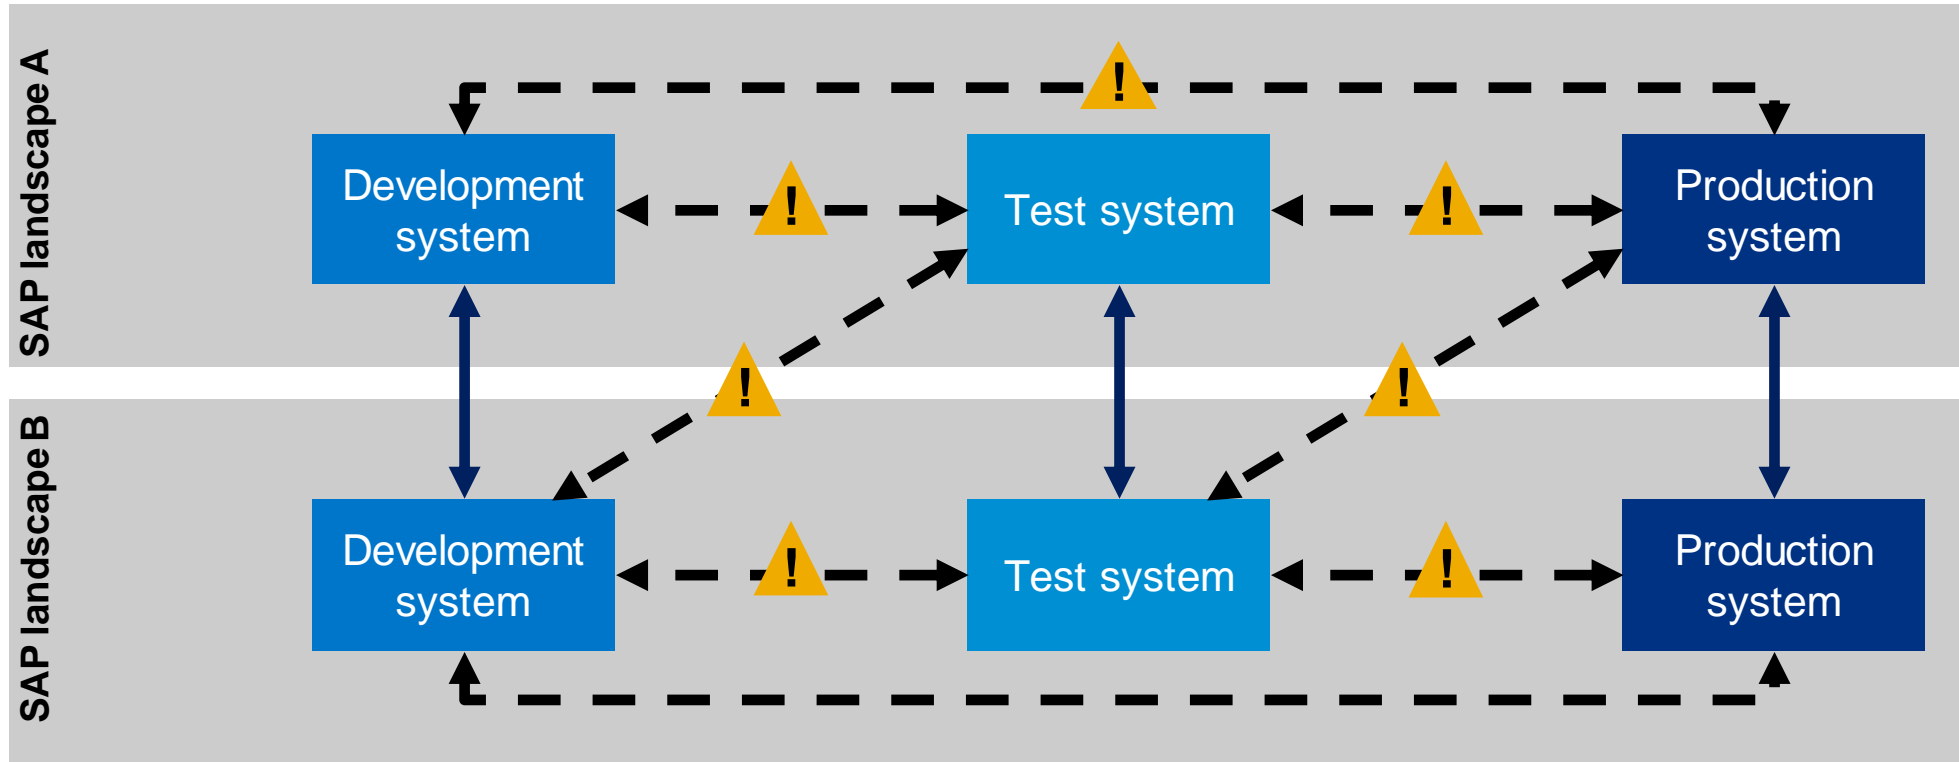 SAP landscape A
!
Development
system
!
Test system
!
Production
system
!
!
SAP landscape B
Development
system
!
Test system
!
Production
system